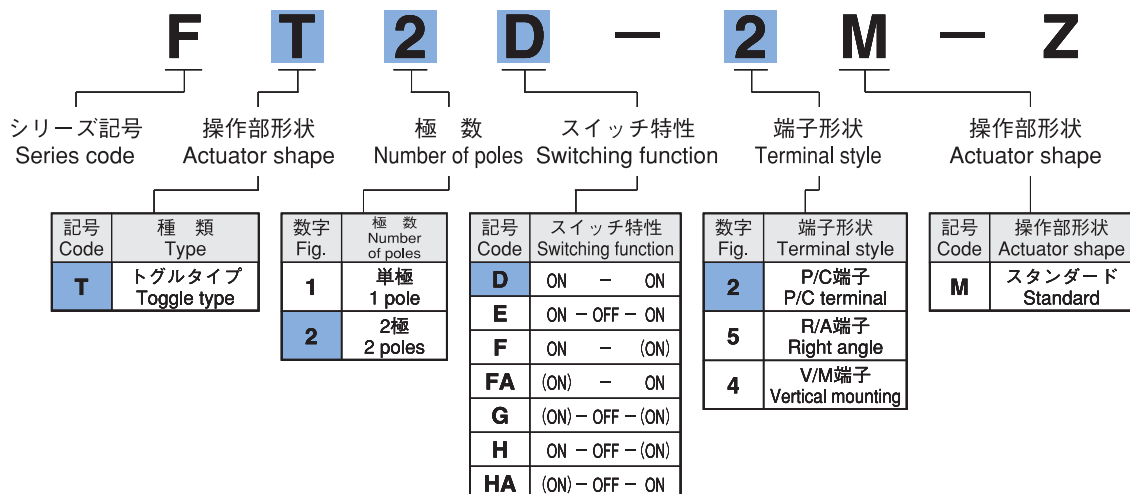 F T 2 D － 2 M － Z
シリーズ記号
Series code
操作部形状
Actuator shape
極　数
Number of poles
スイッチ特性
Switching function
端子形状
Terminal style
操作部形状
Actuator shape
記号
Code
種　類
Type
T
トグルタイプ
Toggle type
数字
Fig.
極　数
Number
of poles
1
単極
1 pole
2
2極
2 poles
記号
Code
スイッチ特性
Switching function
D ON － ON
E ON － OFF － ON
F ON － (ON)
FA (ON) － ON
G (ON) － OFF － (ON)
H ON － OFF － (ON)
HA (ON) － OFF － ON
数字
Fig.
端子形状
Terminal style
2
P/C端子
P/C terminal
5
R/A端子
Right angle
4
V/M端子
Vertical mounting
記号
Code
操作部形状
Actuator shape
M
スタンダード
Standard